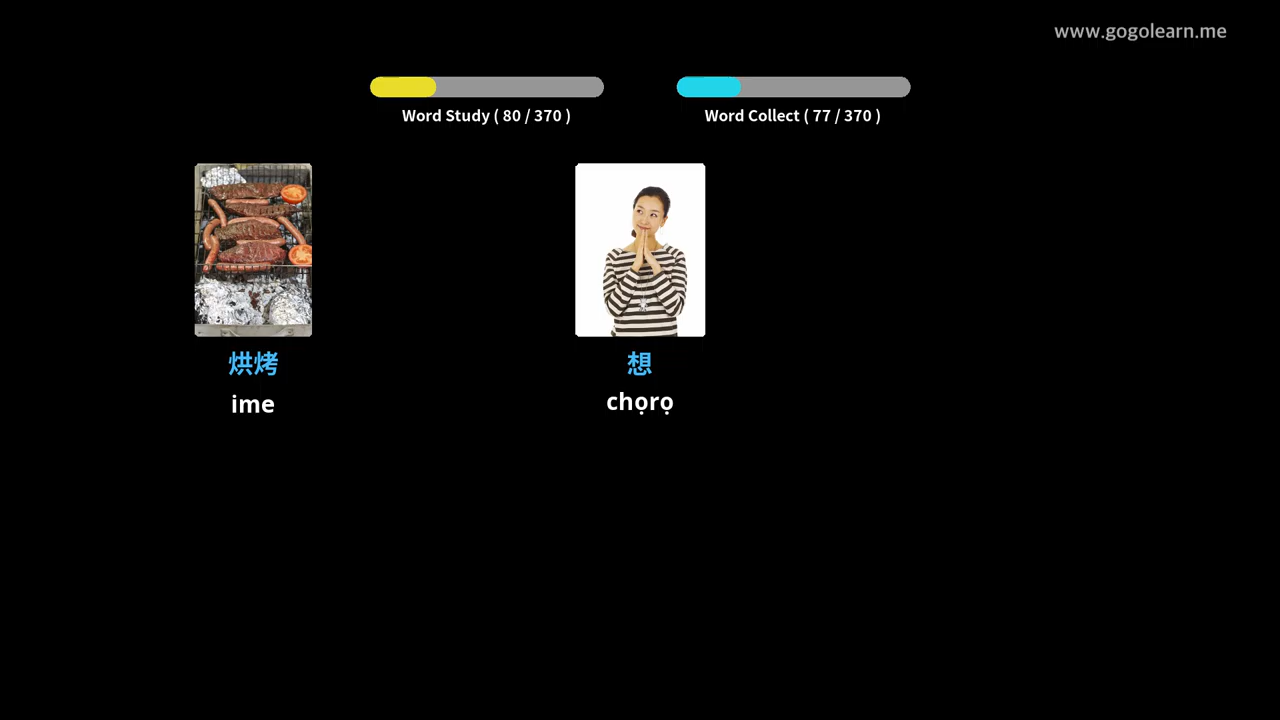 www.gogolearn.me
Word Study ( 80 / 370 )
Word Collect ( 77 / 370 )
烘烤
ime
想
chọrọ